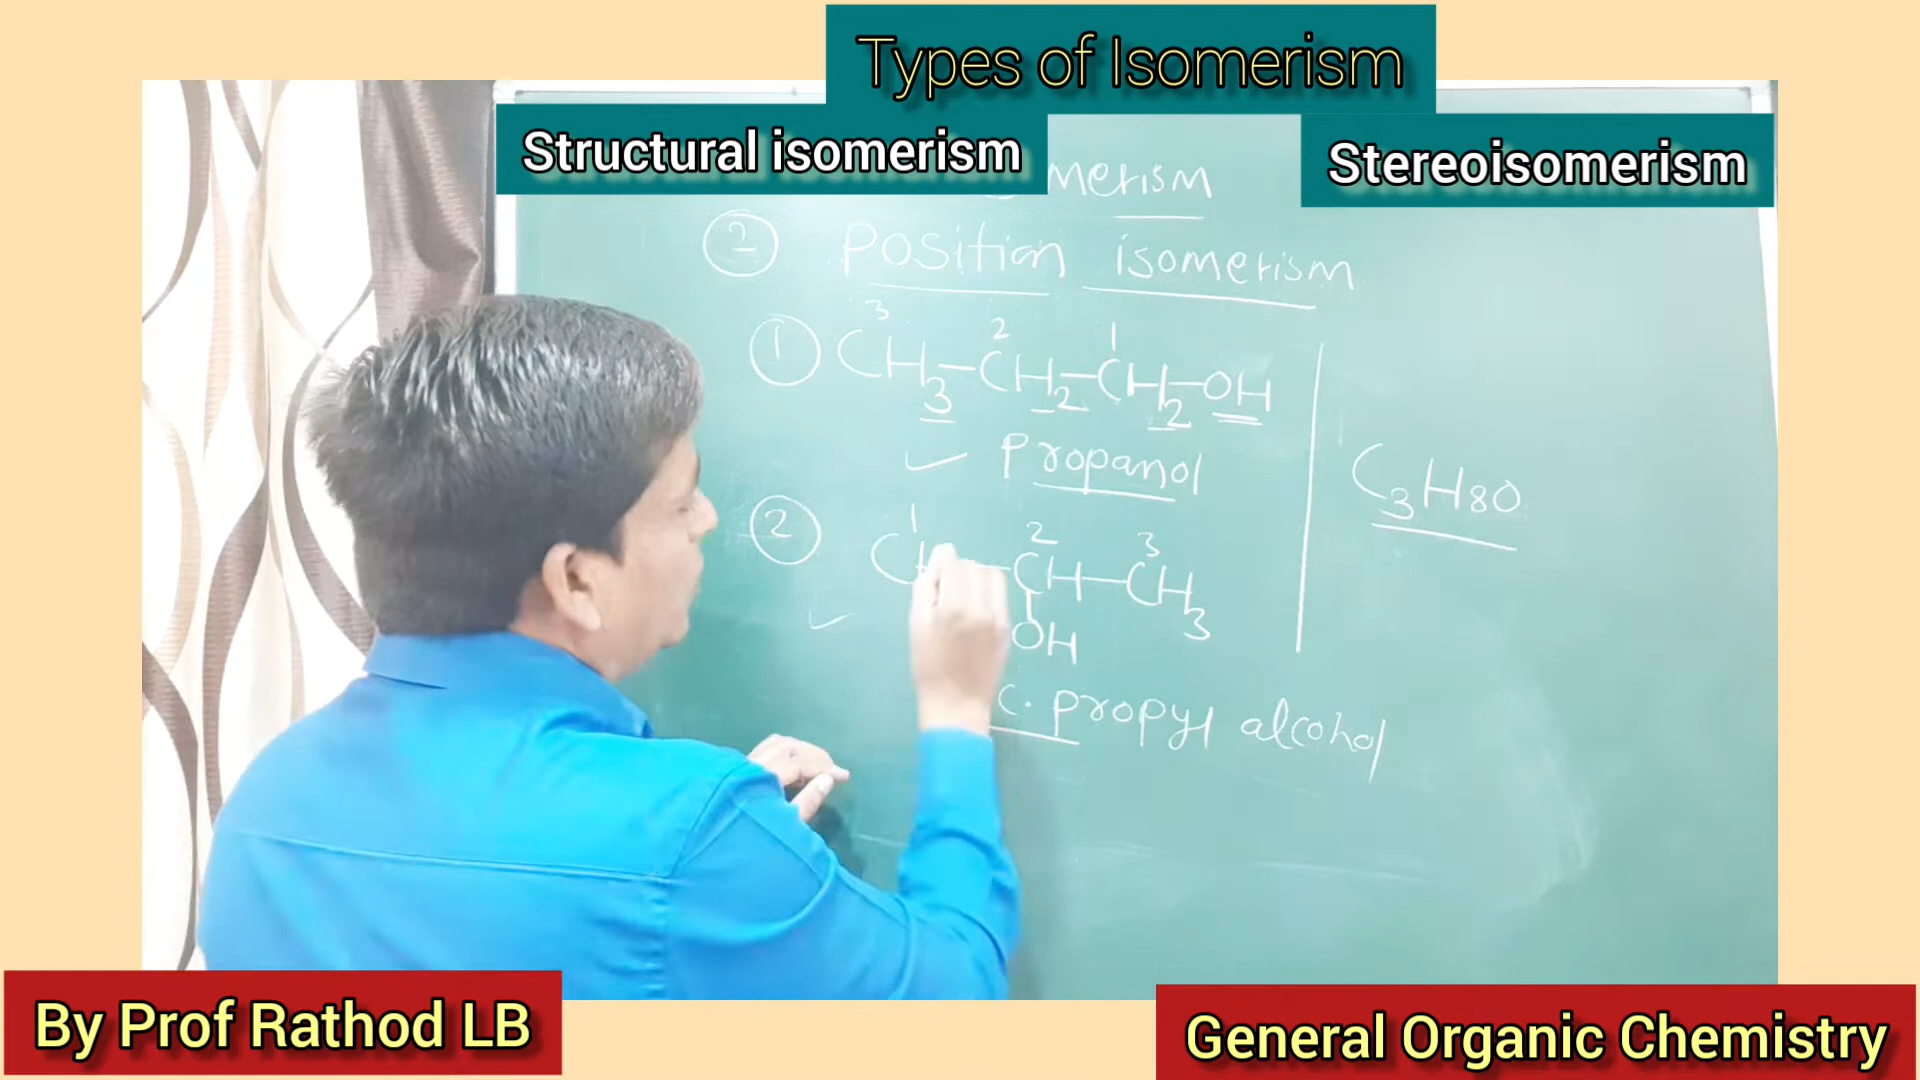 Types of Isomerism
Structural isomerism
Stereoisomerism
merism
2 Position isomerism
3 2 1
1 CH3-CH2-CH2-OH
✓ propanol
C3H8O
1 2 3
2 CH-CH-CH3
✓ OH
c. propyl alcohol
By Prof Rathod LB
General Organic Chemistry